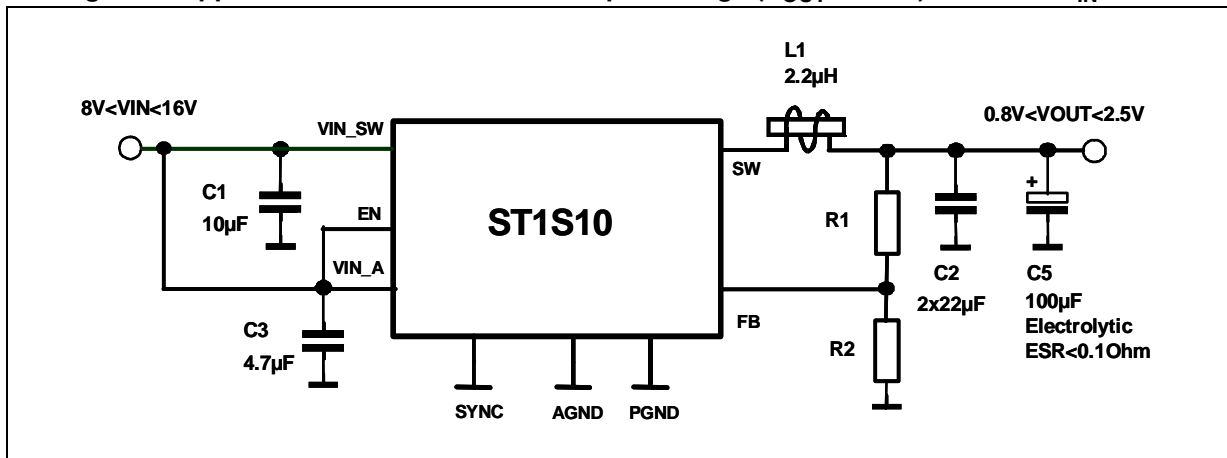 8V<VIN<16V
VIN_SW
EN
VIN_A
C1
10µF
C3
4.7µF
ST1S10
SYNC
AGND
PGND
SW
FB
L1
2.2µH
R1
R2
0.8V<VOUT<2.5V
C2
2x22µF
+
C5
100µF
Electrolytic
ESR<0.1Ohm